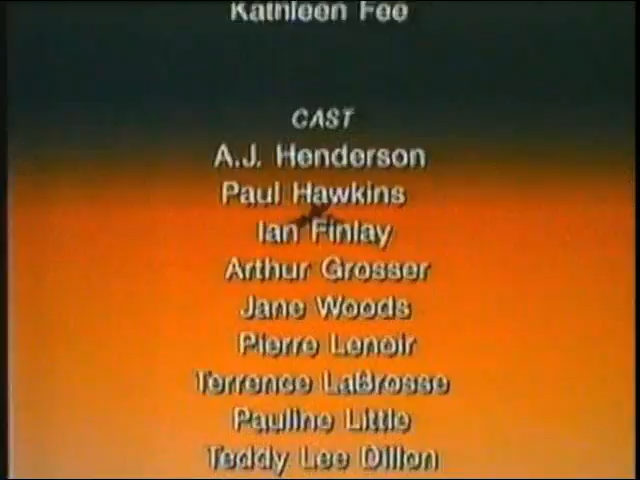 Kathleen Fee
CAST
A.J. Henderson
Paul Hawkins
Ian Finlay
Arthur Grosser
Jane Woods
Pierre Lenoir
Terrence LaBrosse
Pauline Little
Teddy Lee Dillon